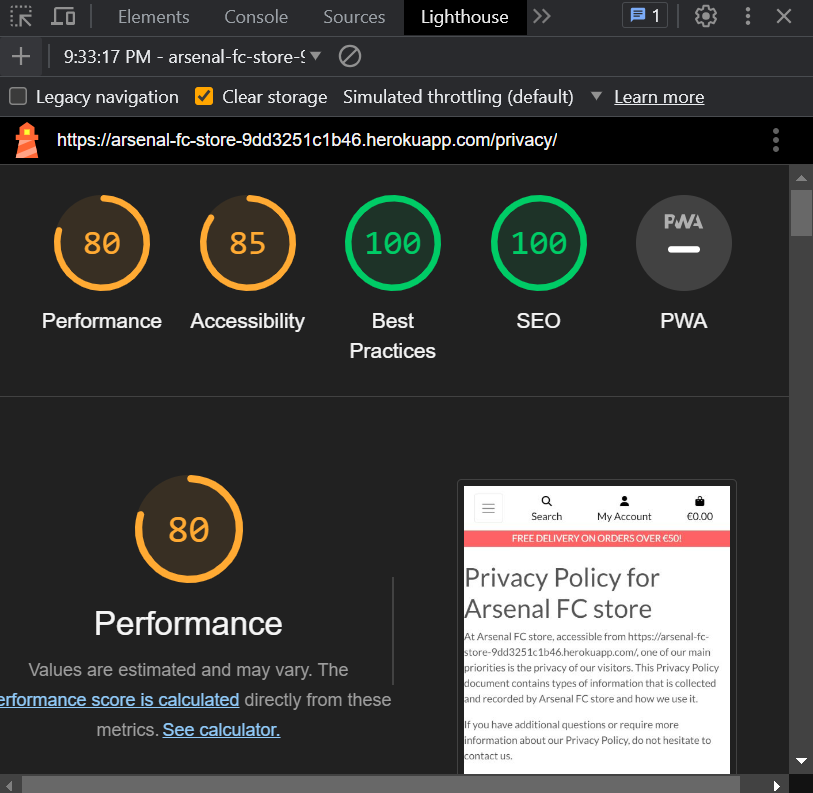 Elements Console Sources Lighthouse 1
9:33:17 PM - arsenal-fc-store-9
Legacy navigation Clear storage Simulated throttling (default) Learn more
https://arsenal-fc-store-9dd3251c1b46.herokuapp.com/privacy/
80 85 100 100 PWA
Performance Accessibility Best Practices SEO PWA
80
Performance
Values are estimated and may vary. The
erformance score is calculated directly from these
metrics. See calculator.
Search My Account €0.00
FREE DELIVERY ON ORDERS OVER €50!
Privacy Policy for
Arsenal FC store
At Arsenal FC store, accessible from https://arsenal-fc-
store-9dd3251c1b46.herokuapp.com/, one of our main
priorities is the privacy of our visitors. This Privacy Policy
document contains types of information that is collected
and recorded by Arsenal FC store and how we use it.
If you have additional questions or require more
information about our Privacy Policy, do not hesitate to
contact us.